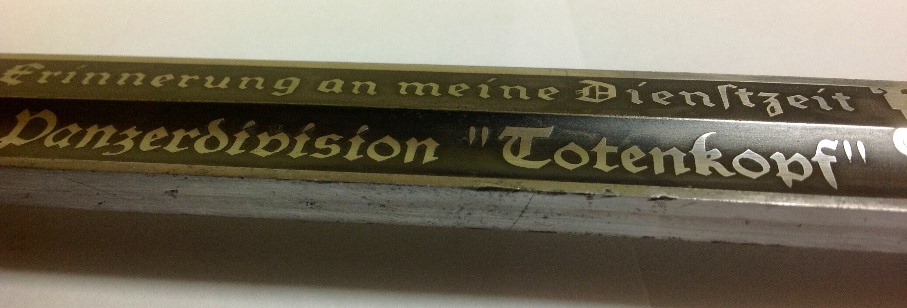 Erinnerung an meine Dienſtzeit
Panzerdivision "Totenkopf"